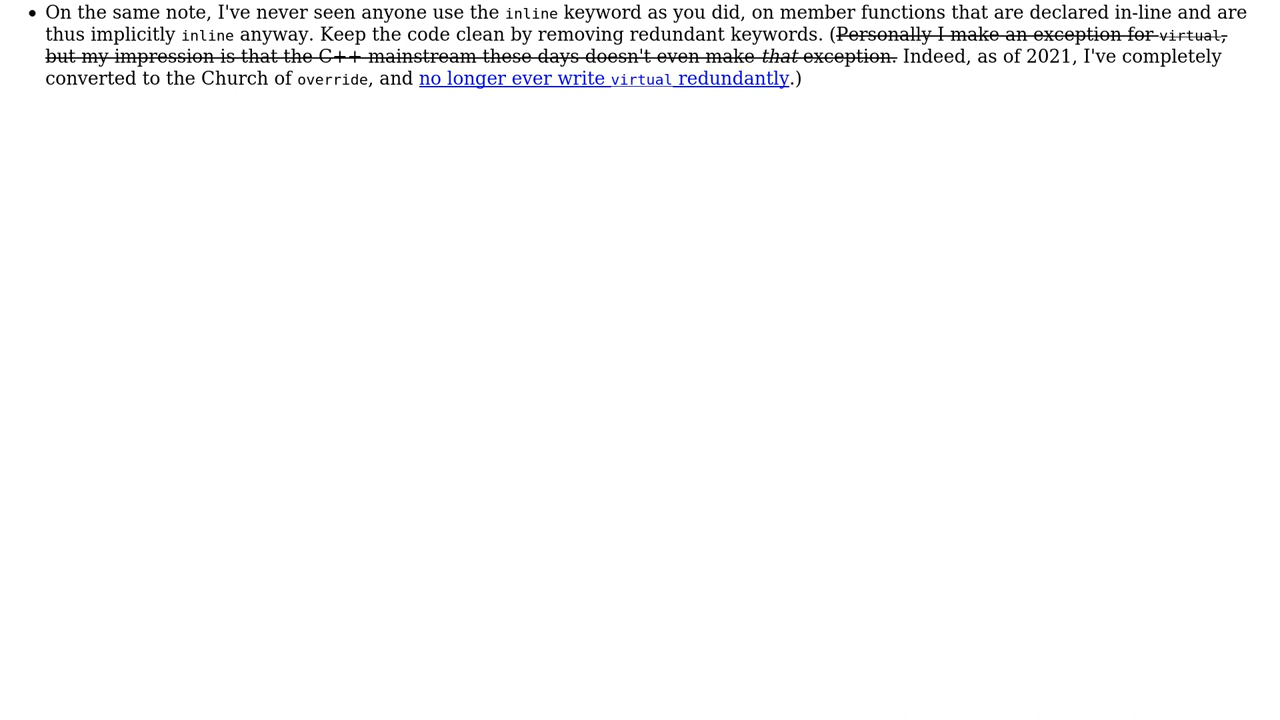 • On the same note, I've never seen anyone use the inline keyword as you did, on member functions that are declared in-line and are
thus implicitly inline anyway. Keep the code clean by removing redundant keywords. (Personally I make an exception for virtual,
but my impression is that the C++ mainstream these days doesn't even make that exception. Indeed, as of 2021, I've completely
converted to the Church of override, and no longer ever write virtual redundantly.)